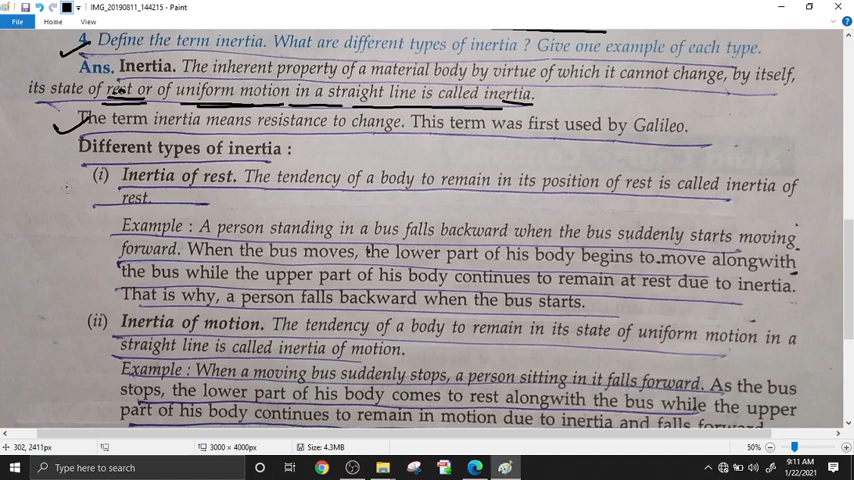 IMG_20190811_144215 - Paint
File Home View
4. Define the term inertia. What are different types of inertia ? Give one example of each type.
Ans. Inertia. The inherent property of a material body by virtue of which it cannot change, by itself,
its state of rest or of uniform motion in a straight line is called inertia.
The term inertia means resistance to change. This term was first used by Galileo.
Different types of inertia :
(i) Inertia of rest. The tendency of a body to remain in its position of rest is called inertia of
rest.
Example : A person standing in a bus falls backward when the bus suddenly starts moving
forward. When the bus moves, the lower part of his body begins to move alongwith
the bus while the upper part of his body continues to remain at rest due to inertia.
That is why, a person falls backward when the bus starts.
(ii) Inertia of motion. The tendency of a body to remain in its state of uniform motion in a
straight line is called inertia of motion.
Example : When a moving bus suddenly stops, a person sitting in it falls forward. As the bus
stops, the lower part of his body comes to rest alongwith the bus while the upper
part of his body continues to remain in motion due to inertia and falls forward.
302, 2411px 3000 × 4000px Size: 4.3MB 50%
Type here to search 9:11 AM
1/22/2021